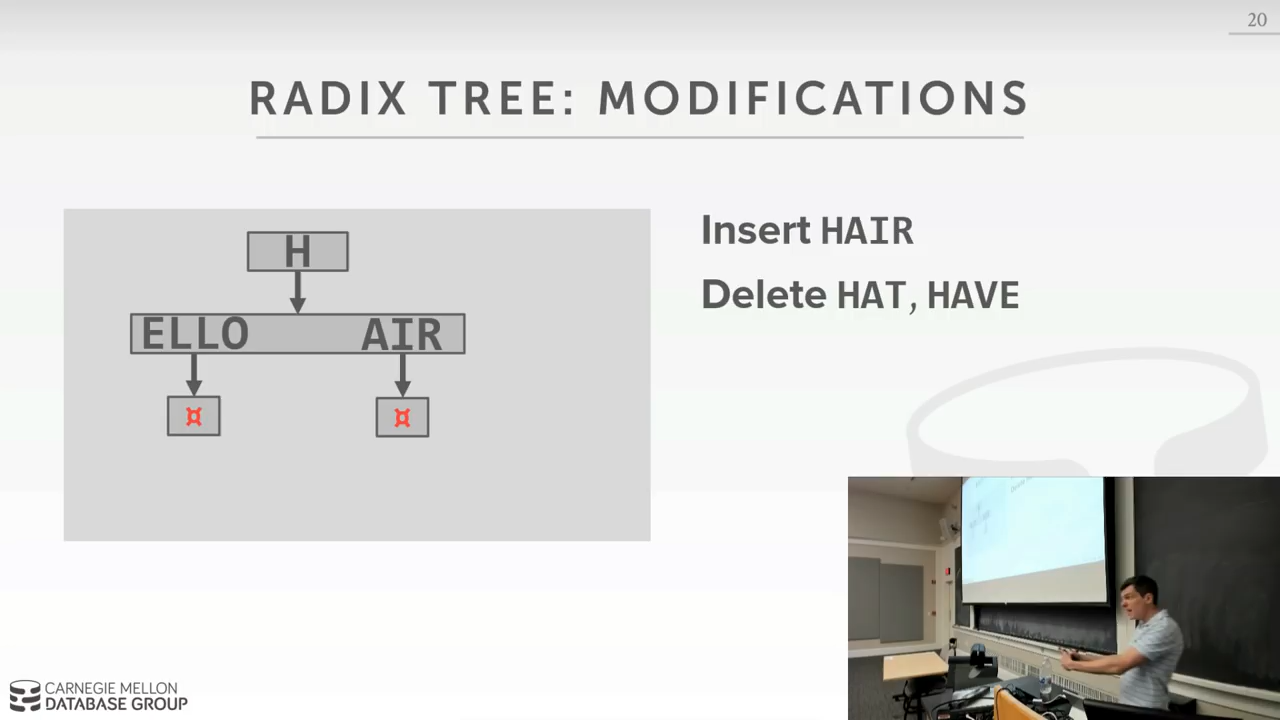 20
RADIX TREE: MODIFICATIONS
H
ELLO AIR
¤ ¤
Insert HAIR
Delete HAT, HAVE
CARNEGIE MELLON
DATABASE GROUP